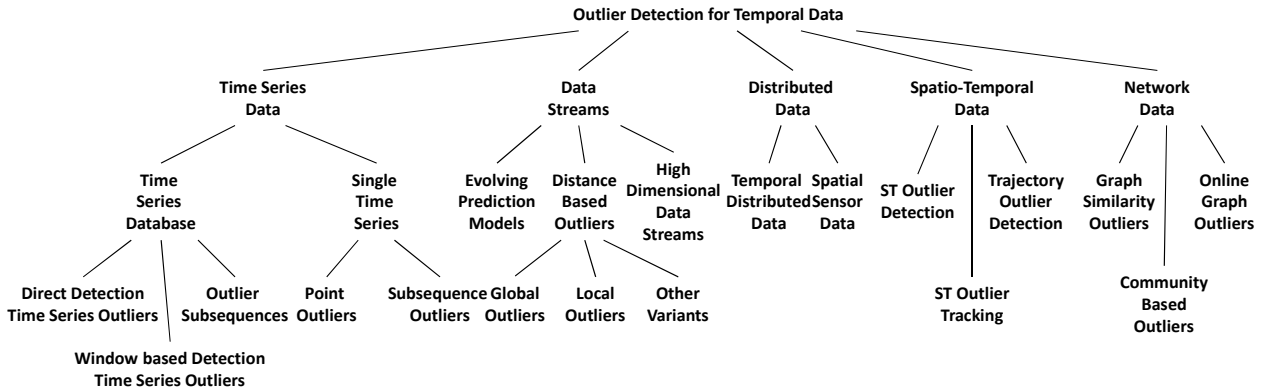 Outlier Detection for Temporal Data
Time Series
Data
Data
Streams
Distributed
Data
Spatio-Temporal
Data
Network
Data
Time
Series
Database
Single
Time
Series
Evolving
Prediction
Models
Distance
Based
Outliers
High
Dimensional
Data
Streams
Temporal
Distributed
Data
Spatial
Sensor
Data
ST Outlier
Detection
Trajectory
Outlier
Detection
Graph
Similarity
Outliers
Online
Graph
Outliers
Direct Detection
Time Series Outliers
Window based Detection
Time Series Outliers
Outlier
Subsequences
Point
Outliers
Subsequence
Outliers
Global
Outliers
Local
Outliers
Other
Variants
ST Outlier
Tracking
Community
Based
Outliers